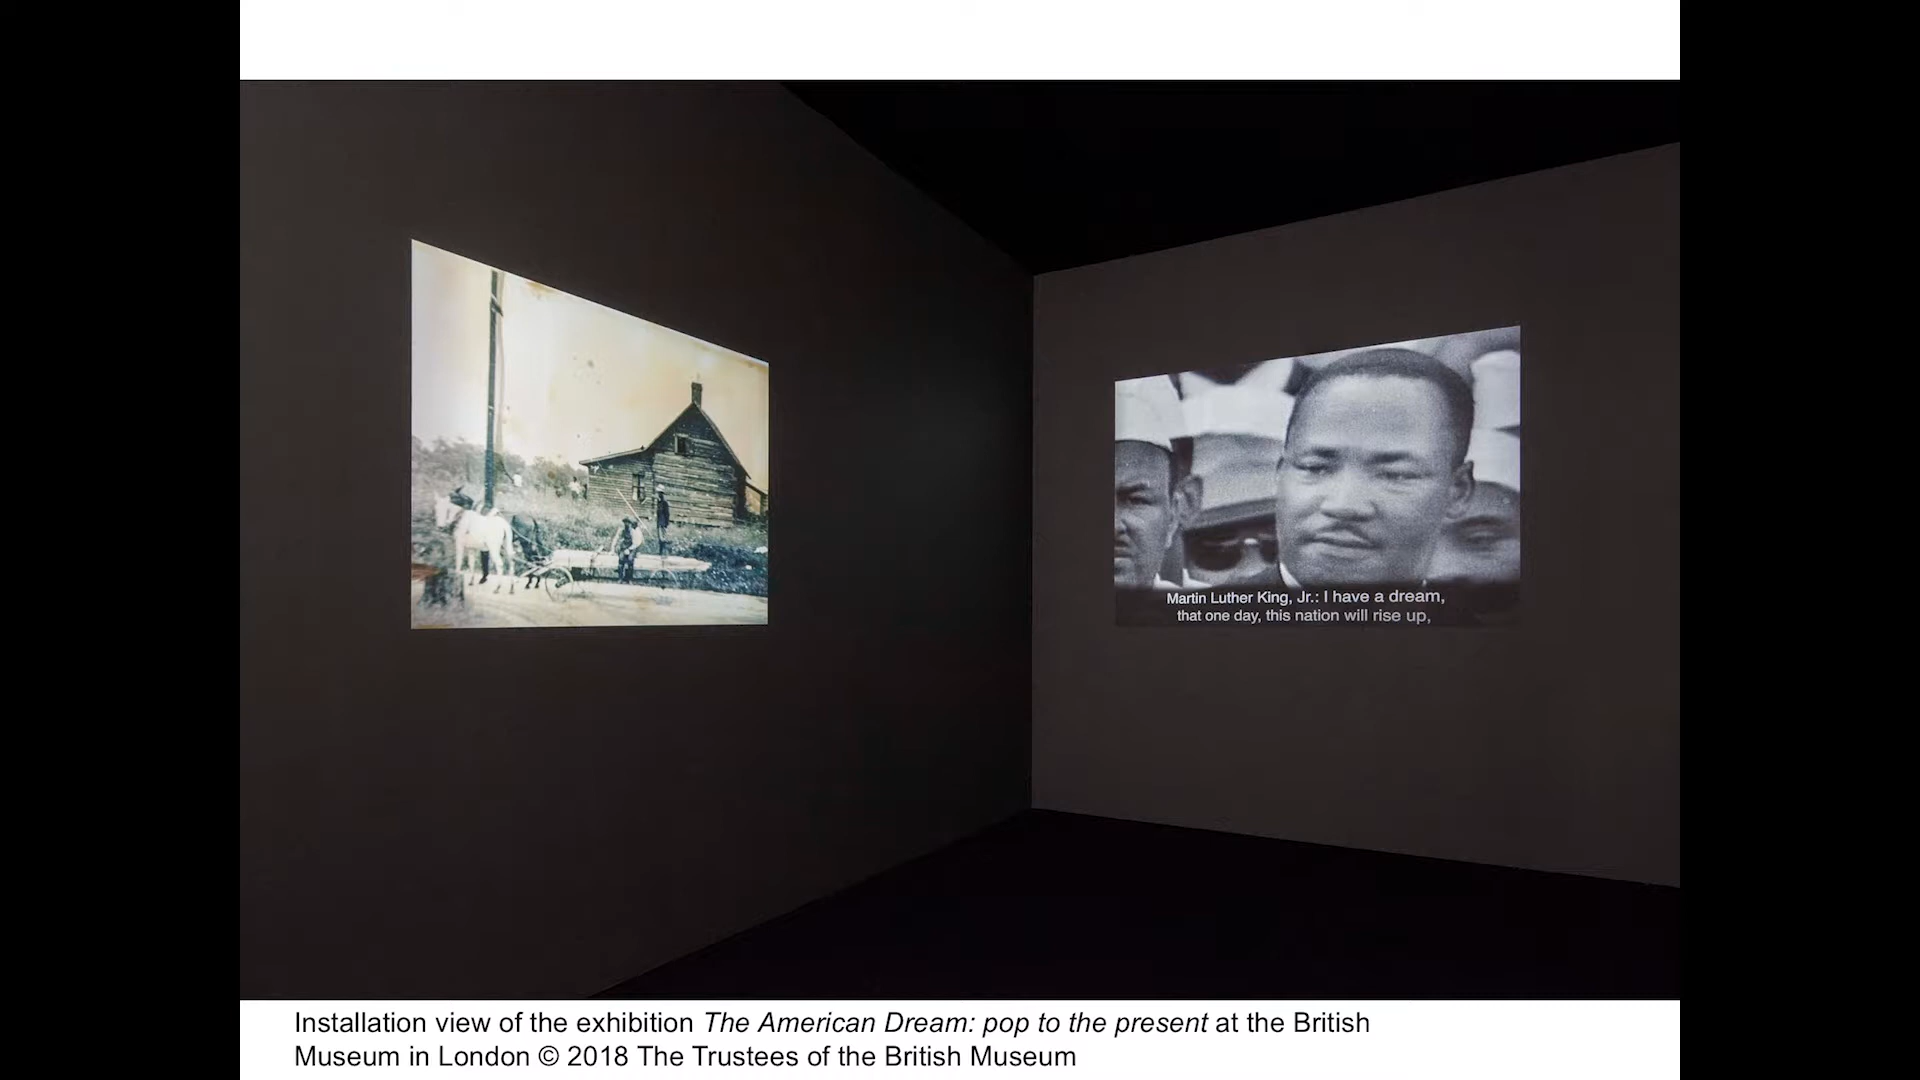 Martin Luther King, Jr.: I have a dream,
that one day, this nation will rise up,
Installation view of the exhibition The American Dream: pop to the present at the British
Museum in London © 2018 The Trustees of the British Museum